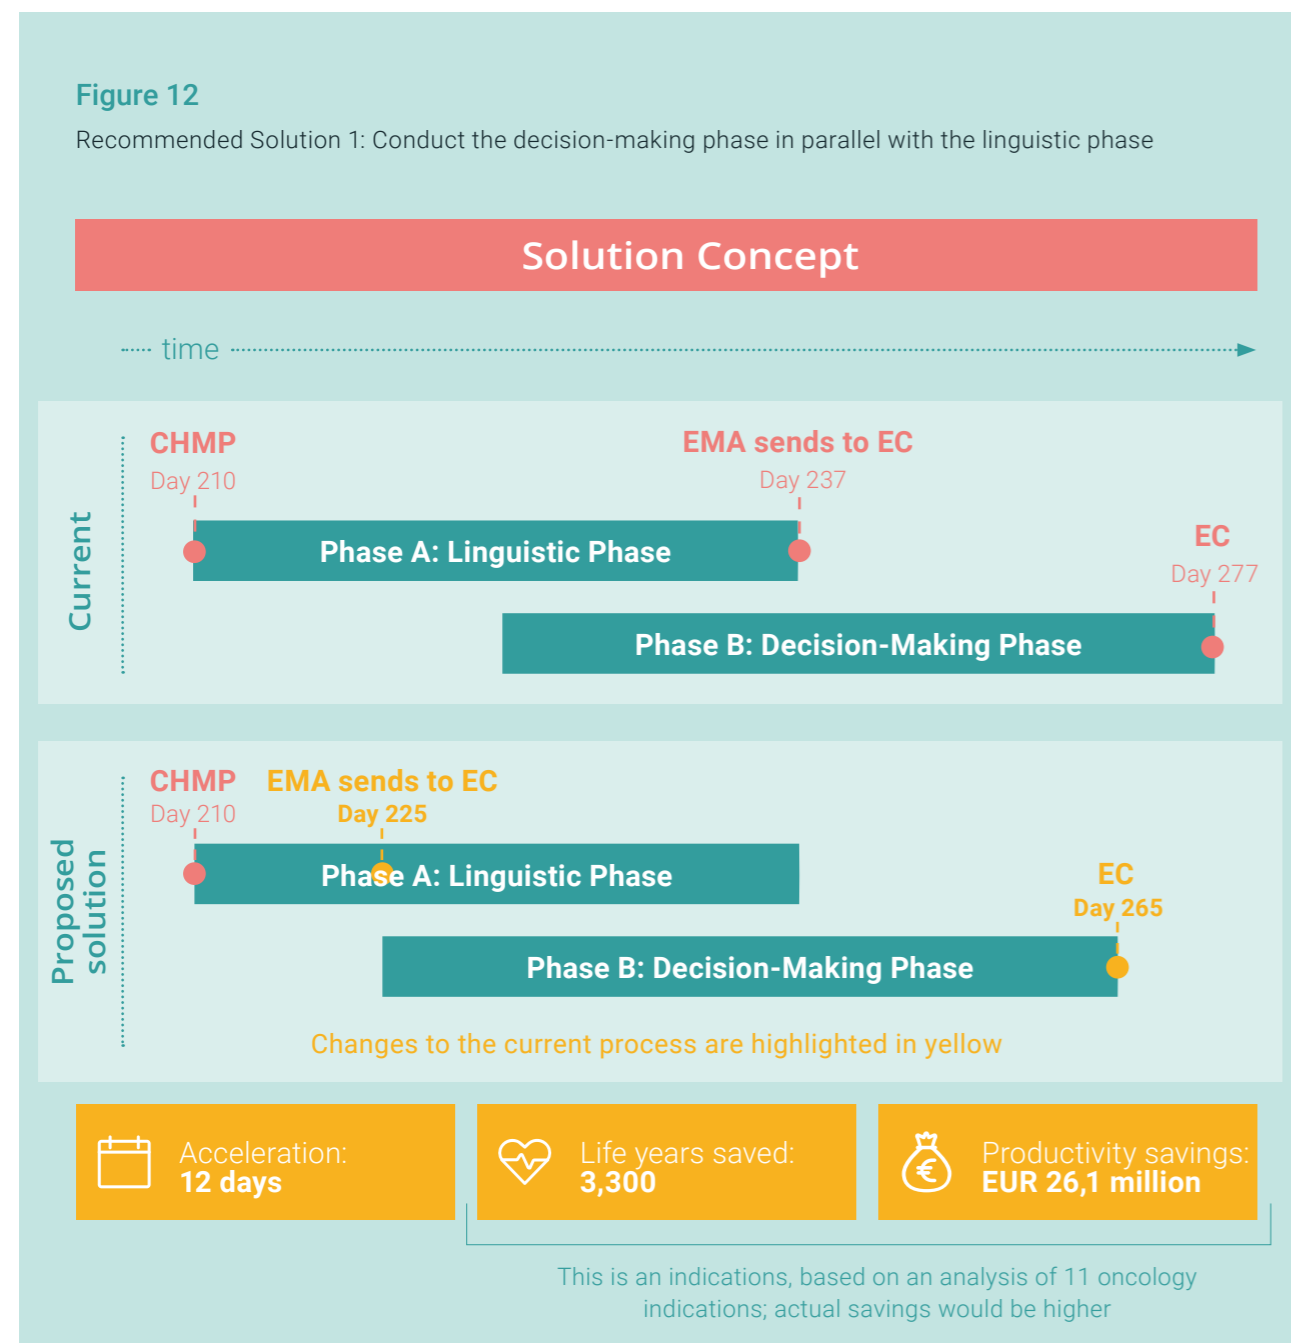 Figure 12
Recommended Solution 1: Conduct the decision-making phase in parallel with the linguistic phase
Solution Concept
time
Current
CHMP
Day 210
EMA sends to EC
Day 237
EC
Day 277
Phase A: Linguistic Phase
Phase B: Decision-Making Phase
Proposed
solution
CHMP
Day 210
EMA sends to EC
Day 225
Phase A: Linguistic Phase
EC
Day 265
Phase B: Decision-Making Phase
Changes to the current process are highlighted in yellow
Acceleration:
12 days
Life years saved:
3,300
€
Productivity savings:
EUR 26,1 million
This is an indications, based on an analysis of 11 oncology
indications; actual savings would be higher